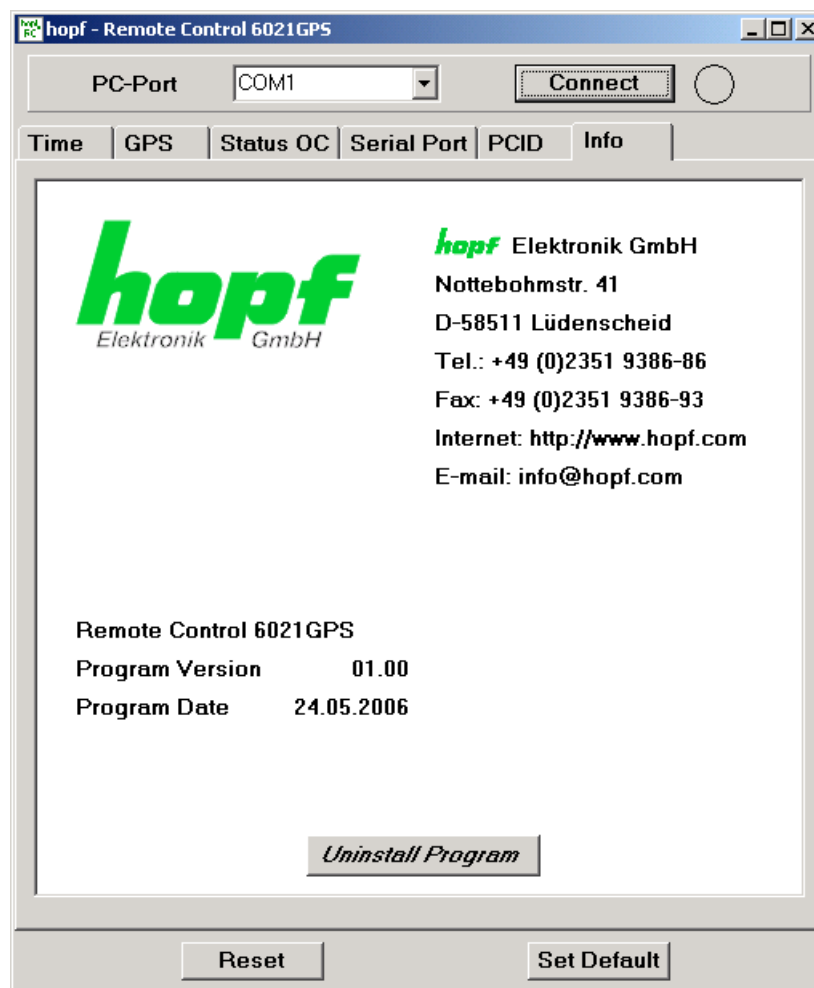 hopf - Remote Control 6021GPS
PC-Port COM1 Connect
Time GPS Status OC Serial Port PCID Info
hopf
Elektronik GmbH
hopf Elektronik GmbH
Nottebohmstr. 41
D-58511 Lüdenscheid
Tel.: +49 (0)2351 9386-86
Fax: +49 (0)2351 9386-93
Internet: http://www.hopf.com
E-mail: info@hopf.com
Remote Control 6021GPS
Program Version 01.00
Program Date 24.05.2006
Uninstall Program
Reset Set Default